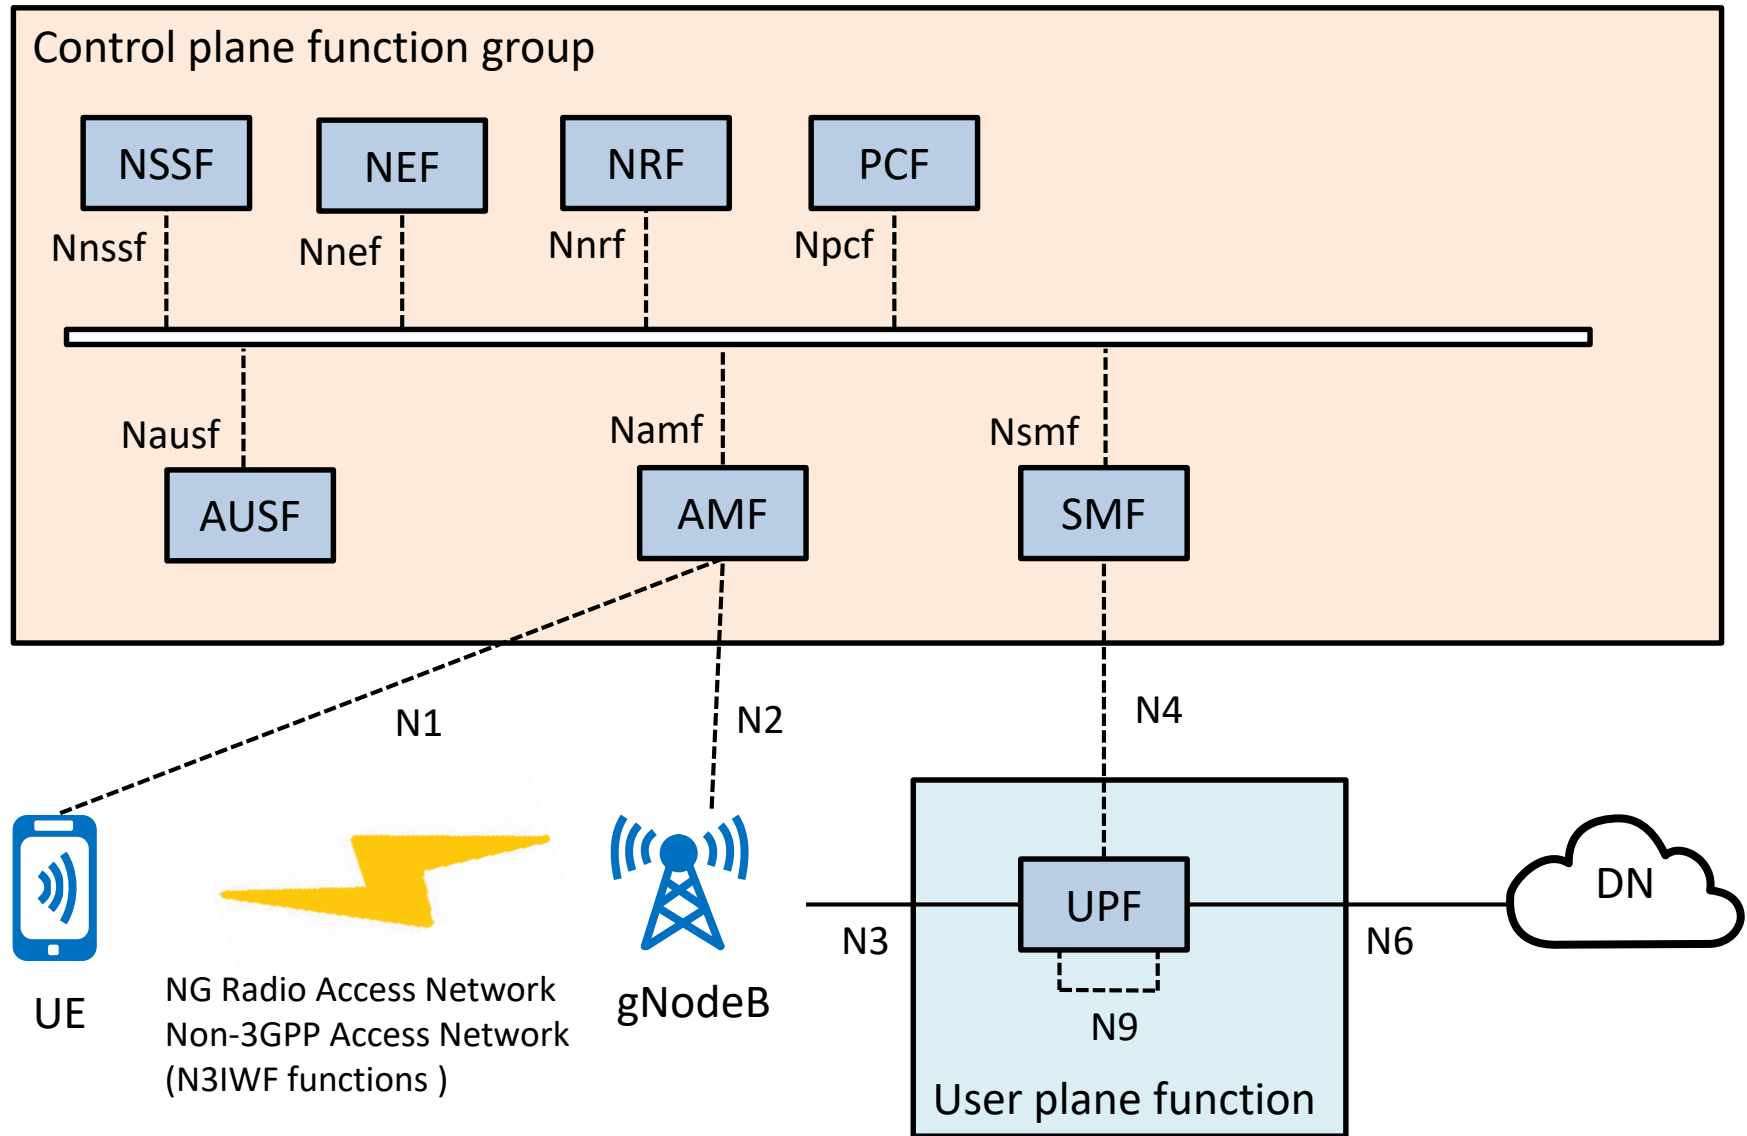 Control plane function group
NSSF
NEF
NRF
PCF
Nnssf
Nnef
Nnrf
Npcf
Nausf
Namf
Nsmf
AUSF
AMF
SMF
N1
N2
N4
UPF
DN
N3
N6
N9
UE
NG Radio Access Network
Non-3GPP Access Network
(N3IWF functions )
gNodeB
User plane function